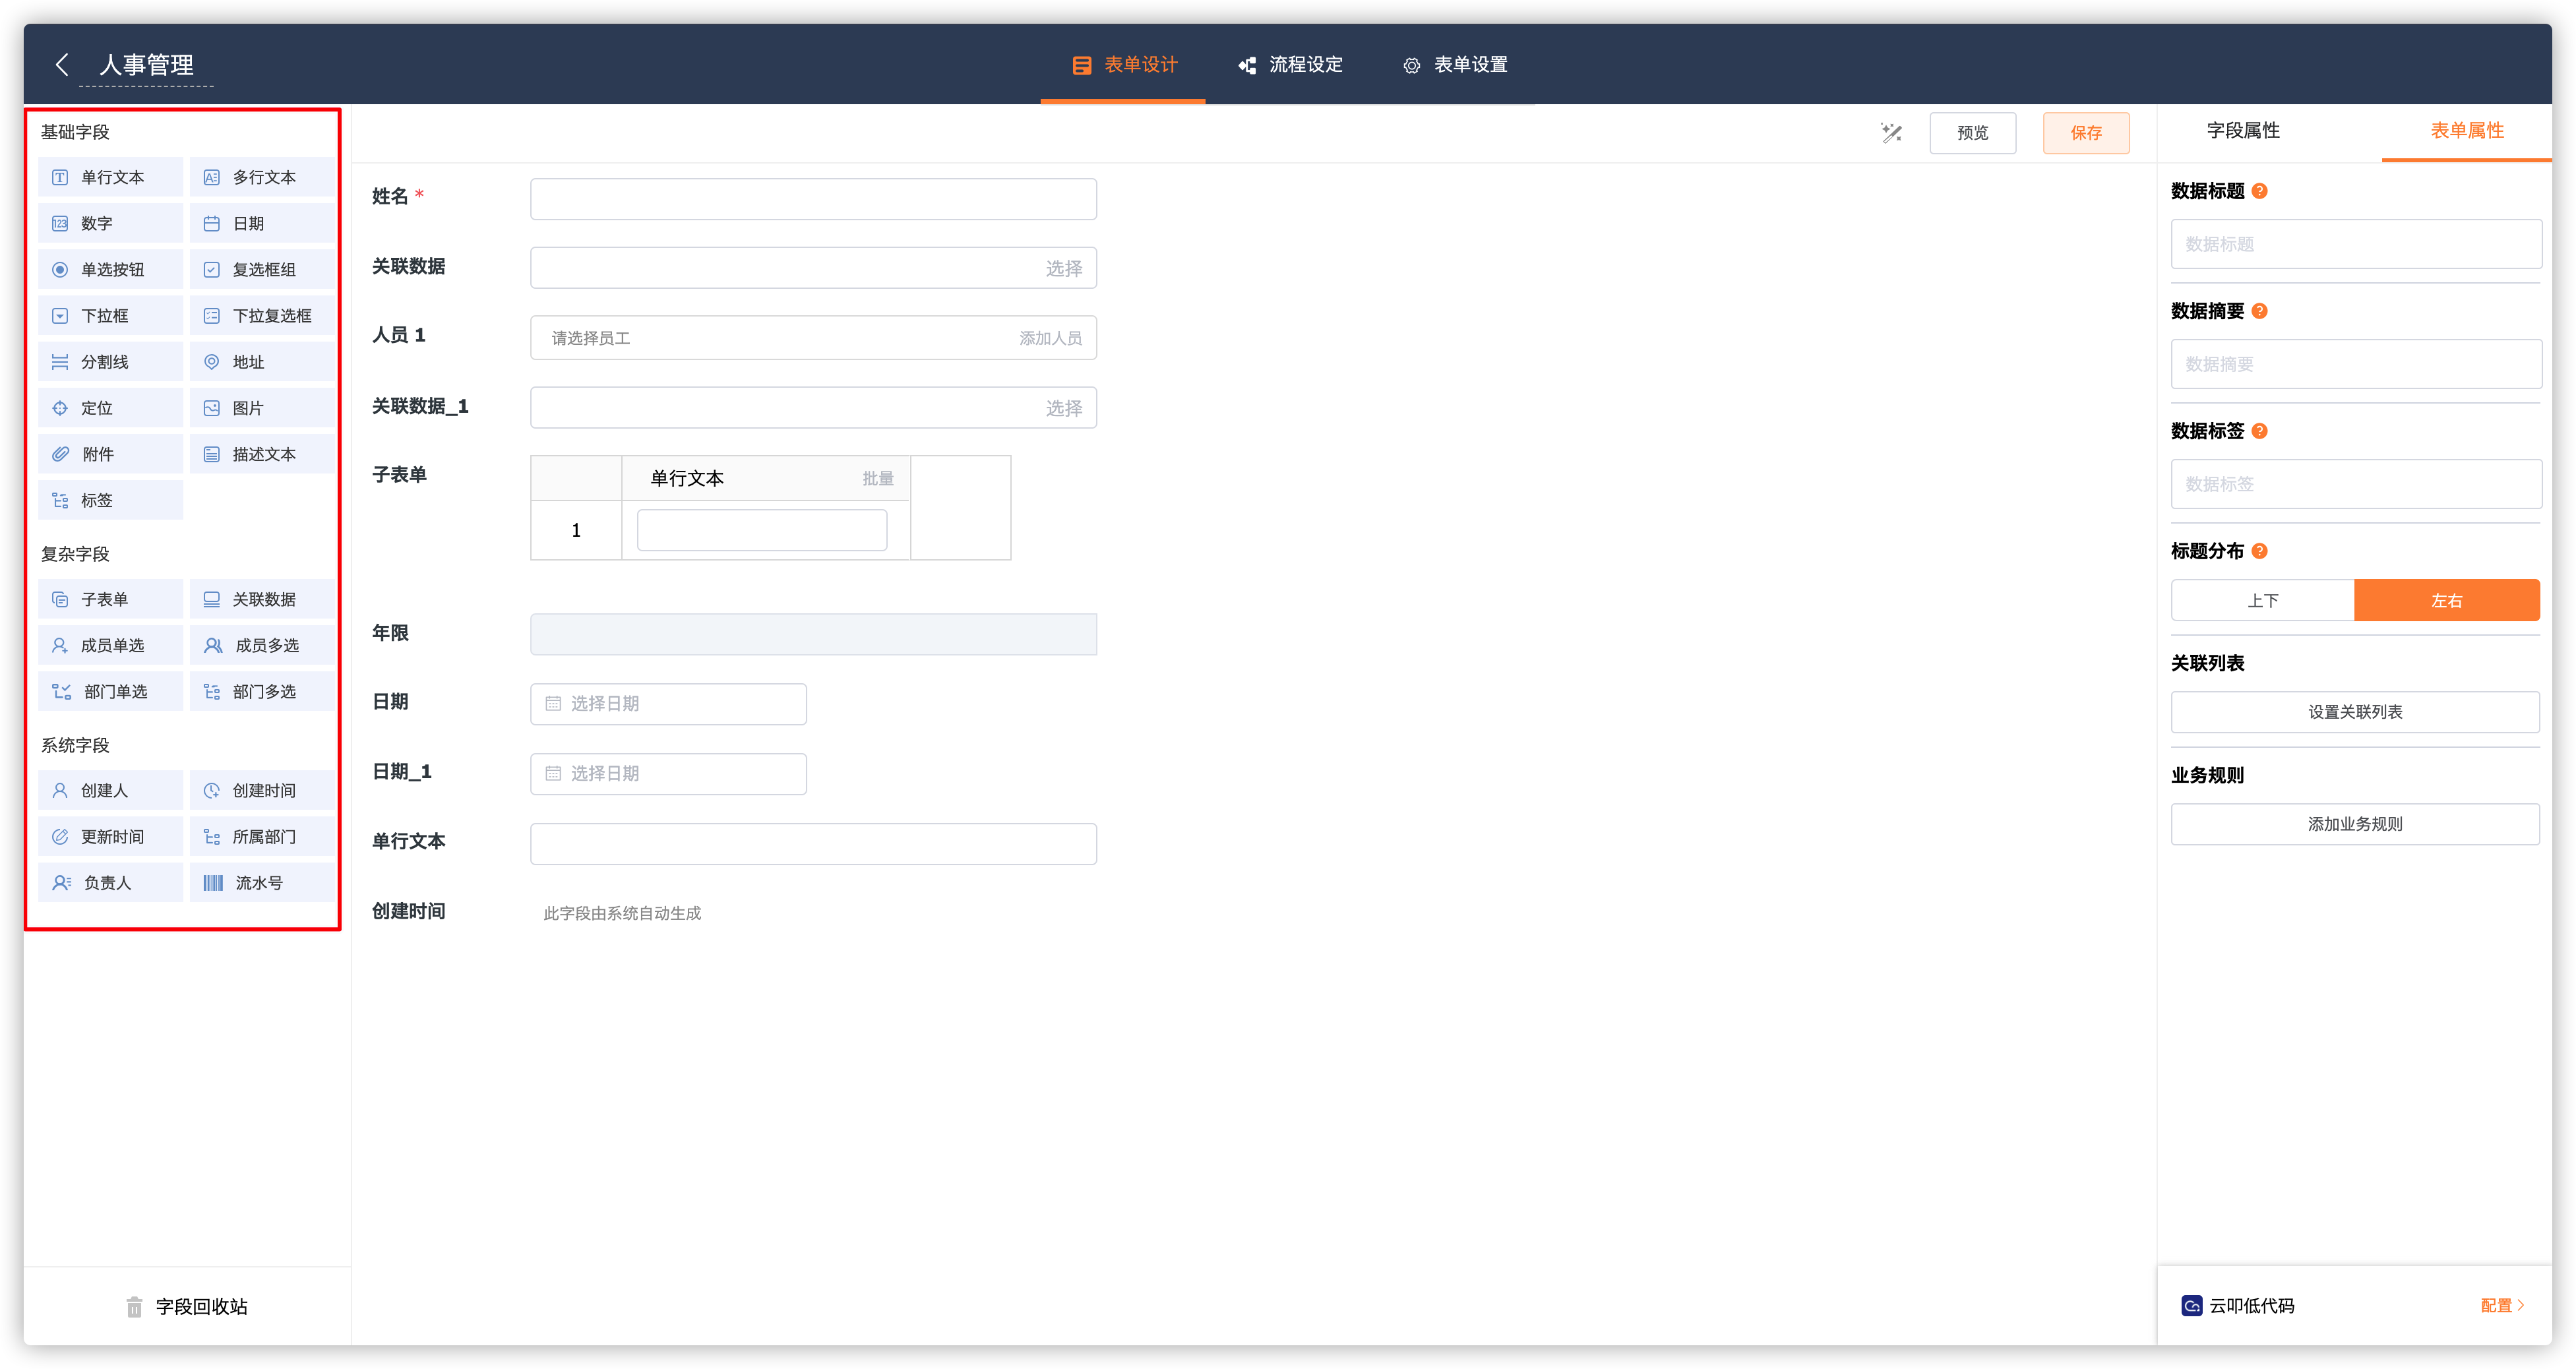 人事管理
表单设计 流程设定 表单设置
基础字段
单行文本 多行文本
数字 日期
单选按钮 复选框组
下拉框 下拉复选框
分割线 地址
定位 图片
附件 描述文本
标签
复杂字段
子表单 关联数据
成员单选 成员多选
部门单选 部门多选
系统字段
创建人 创建时间
更新时间 所属部门
负责人 流水号
字段回收站
预览 保存
姓名 *
关联数据 选择
人员 1 请选择员工 添加人员
关联数据_1 选择
子表单 单行文本 批量
1
年限
日期 选择日期
日期_1 选择日期
单行文本
创建时间 此字段由系统自动生成
字段属性 表单属性
数据标题 ?
数据标题
数据摘要 ?
数据摘要
数据标签 ?
数据标签
标题分布 ?
上下 左右
关联列表
设置关联列表
业务规则
添加业务规则
云叩低代码 配置